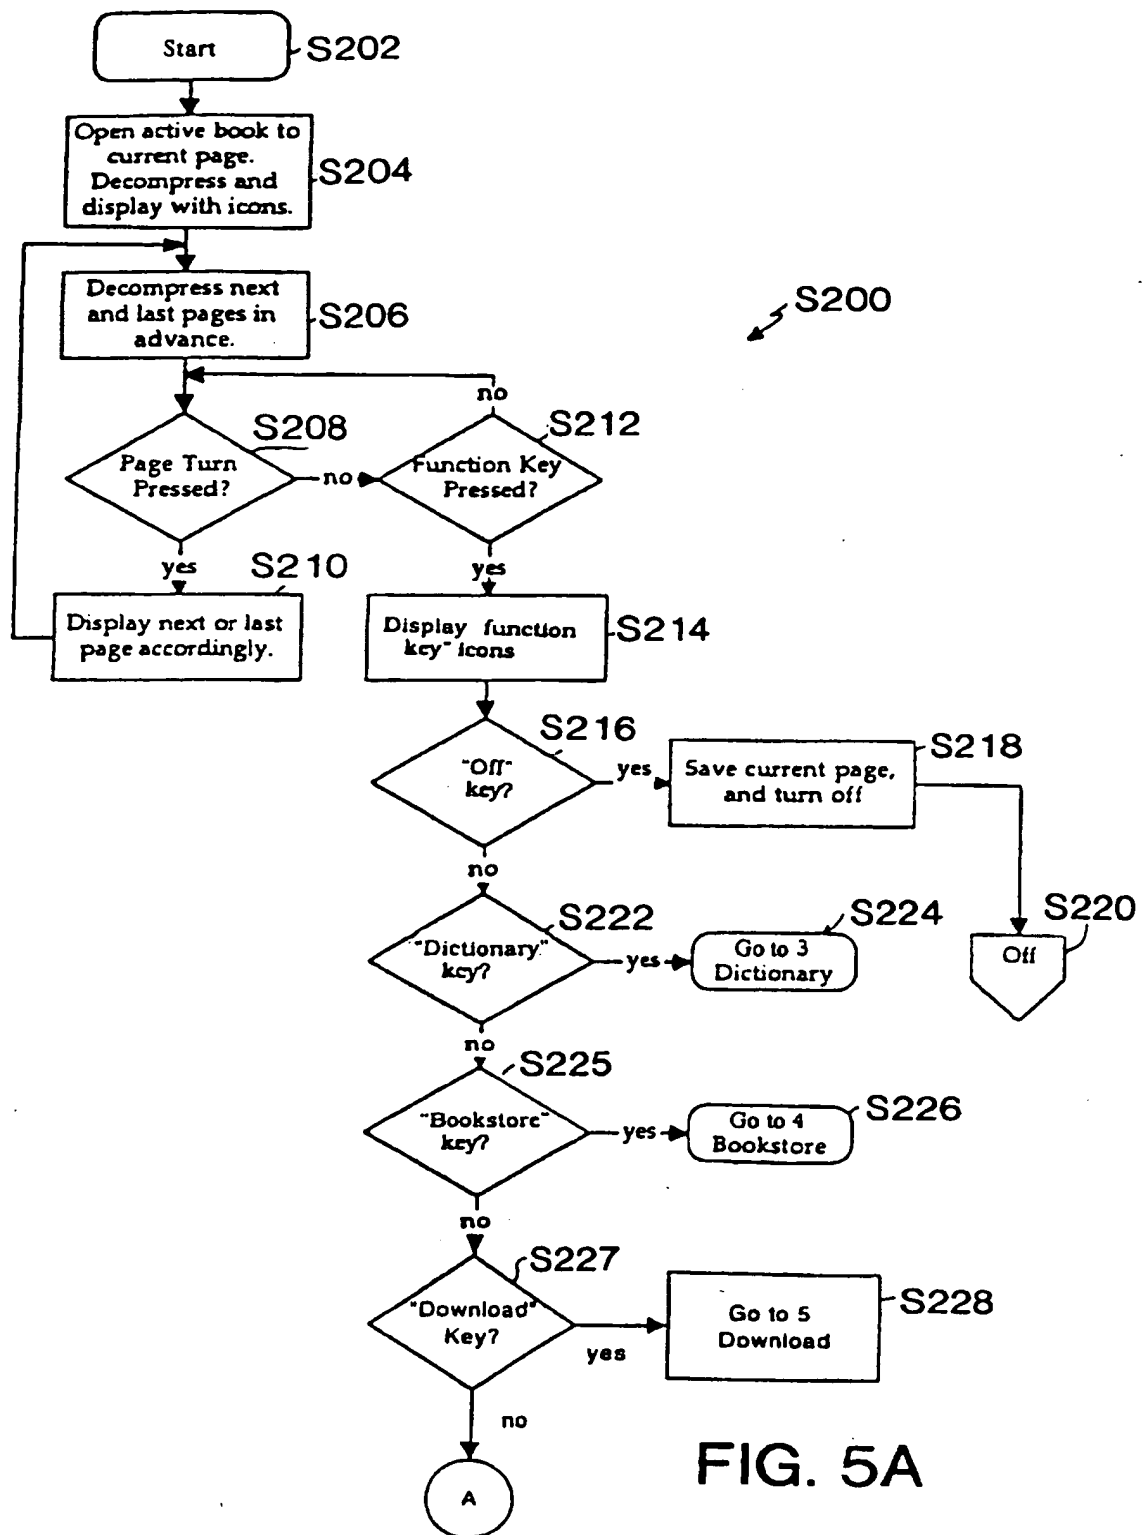 Start
S202
Open active book to
current page.
Decompress and
display with icons.
S204
Decompress next
and last pages in
advance.
S206
S200
no
S208
S212
Page Turn
Pressed?
no
Function Key
Pressed?
yes
S210
yes
Display next or last
page accordingly.
Display function
key" icons
S214
S216
"Off"
key?
yes
Save current page,
and turn off
S218
no
S222
"Dictionary"
key?
yes
Go to 3
Dictionary
S224
S220
Off
no
S225
"Bookstore"
key?
yes
Go to 4
Bookstore
S226
no
S227
"Download"
Key?
yes
Go to 5
Download
S228
no
A
FIG. 5A